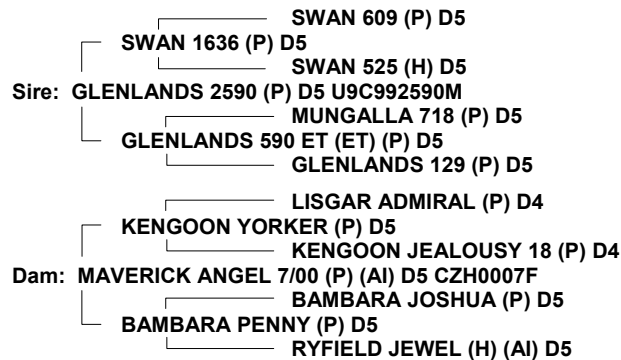 SWAN 609 (P) D5
SWAN 1636 (P) D5
SWAN 525 (H) D5
Sire: GLENLANDS 2590 (P) D5 U9C992590M
MUNGALLA 718 (P) D5
GLENLANDS 590 ET (ET) (P) D5
GLENLANDS 129 (P) D5
LISGAR ADMIRAL (P) D4
KENGOON YORKER (P) D5
KENGOON JEALOUSY 18 (P) D4
Dam: MAVERICK ANGEL 7/00 (P) (AI) D5 CZH0007F
BAMBARA JOSHUA (P) D5
BAMBARA PENNY (P) D5
RYFIELD JEWEL (H) (AI) D5